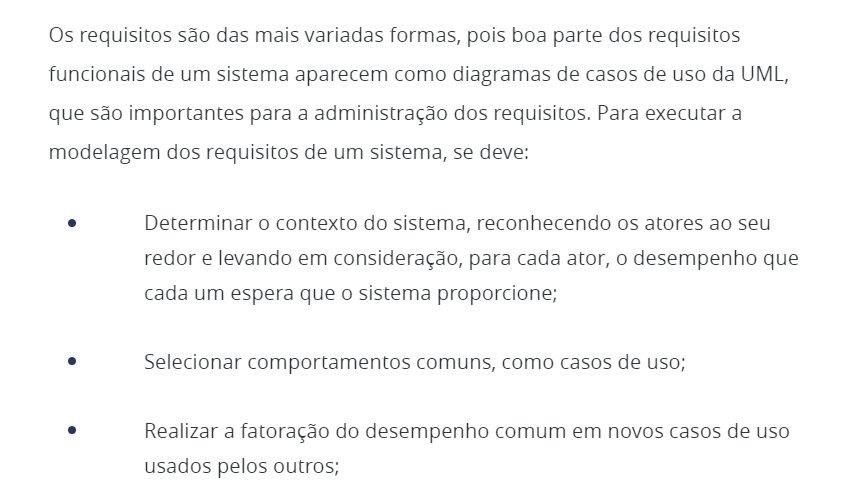 Os requisitos são das mais variadas formas, pois boa parte dos requisitos
funcionais de um sistema aparecem como diagramas de casos de uso da UML,
que são importantes para a administração dos requisitos. Para executar a
modelagem dos requisitos de um sistema, se deve:
• Determinar o contexto do sistema, reconhecendo os atores ao seu
redor e levando em consideração, para cada ator, o desempenho que
cada um espera que o sistema proporcione;
• Selecionar comportamentos comuns, como casos de uso;
• Realizar a fatoração do desempenho comum em novos casos de uso
usados pelos outros;